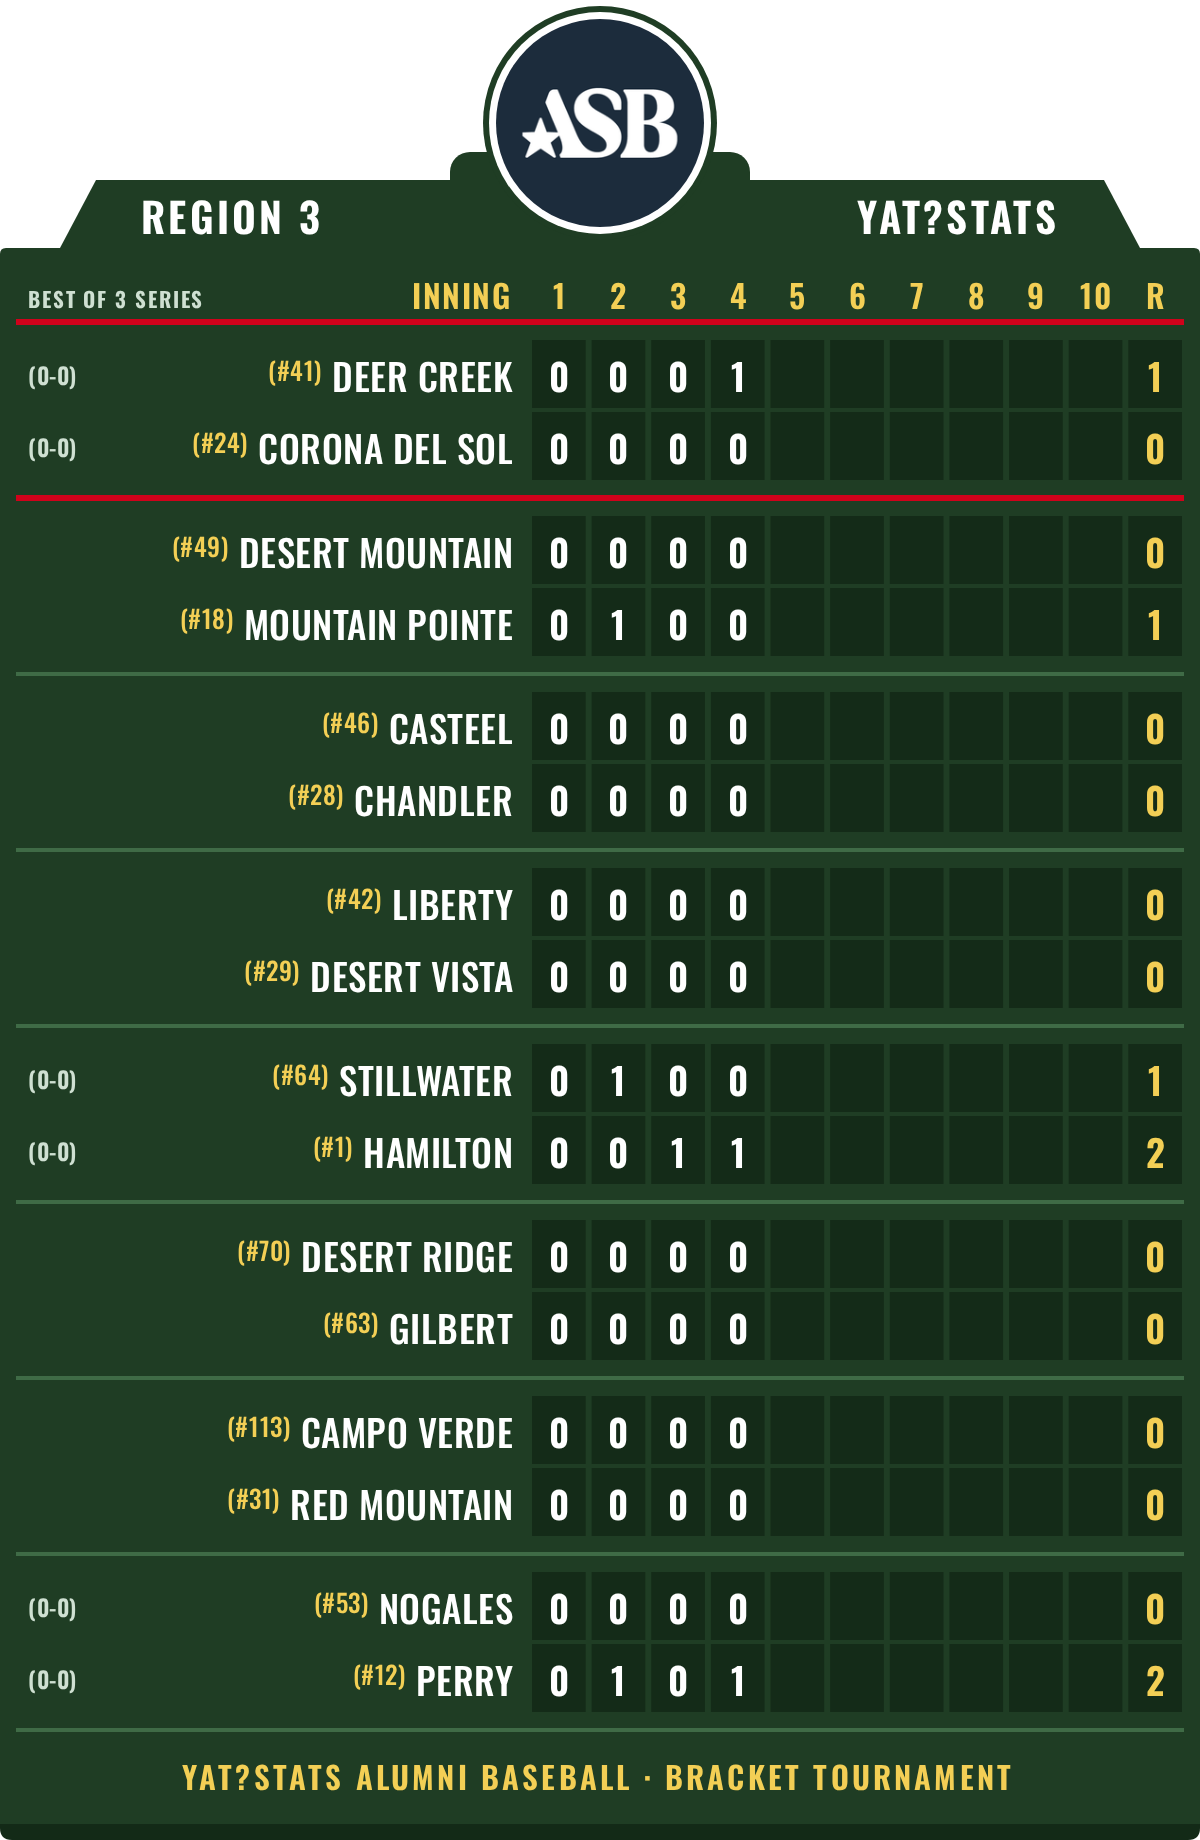 ASB
REGION 3 YAT?STATS
BEST OF 3 SERIES INNING 1 2 3 4 5 6 7 8 9 10 R
(0-0) (#41) DEER CREEK 0 0 0 1 1
(0-0) (#24) CORONA DEL SOL 0 0 0 0 0
(#49) DESERT MOUNTAIN 0 0 0 0 0
(#18) MOUNTAIN POINTE 0 1 0 0 1
(#46) CASTEEL 0 0 0 0 0
(#28) CHANDLER 0 0 0 0 0
(#42) LIBERTY 0 0 0 0 0
(#29) DESERT VISTA 0 0 0 0 0
(0-0) (#64) STILLWATER 0 1 0 0 1
(0-0) (#1) HAMILTON 0 0 1 1 2
(#70) DESERT RIDGE 0 0 0 0 0
(#63) GILBERT 0 0 0 0 0
(#113) CAMPO VERDE 0 0 0 0 0
(#31) RED MOUNTAIN 0 0 0 0 0
(0-0) (#53) NOGALES 0 0 0 0 0
(0-0) (#12) PERRY 0 1 0 1 2
YAT?STATS ALUMNI BASEBALL · BRACKET TOURNAMENT